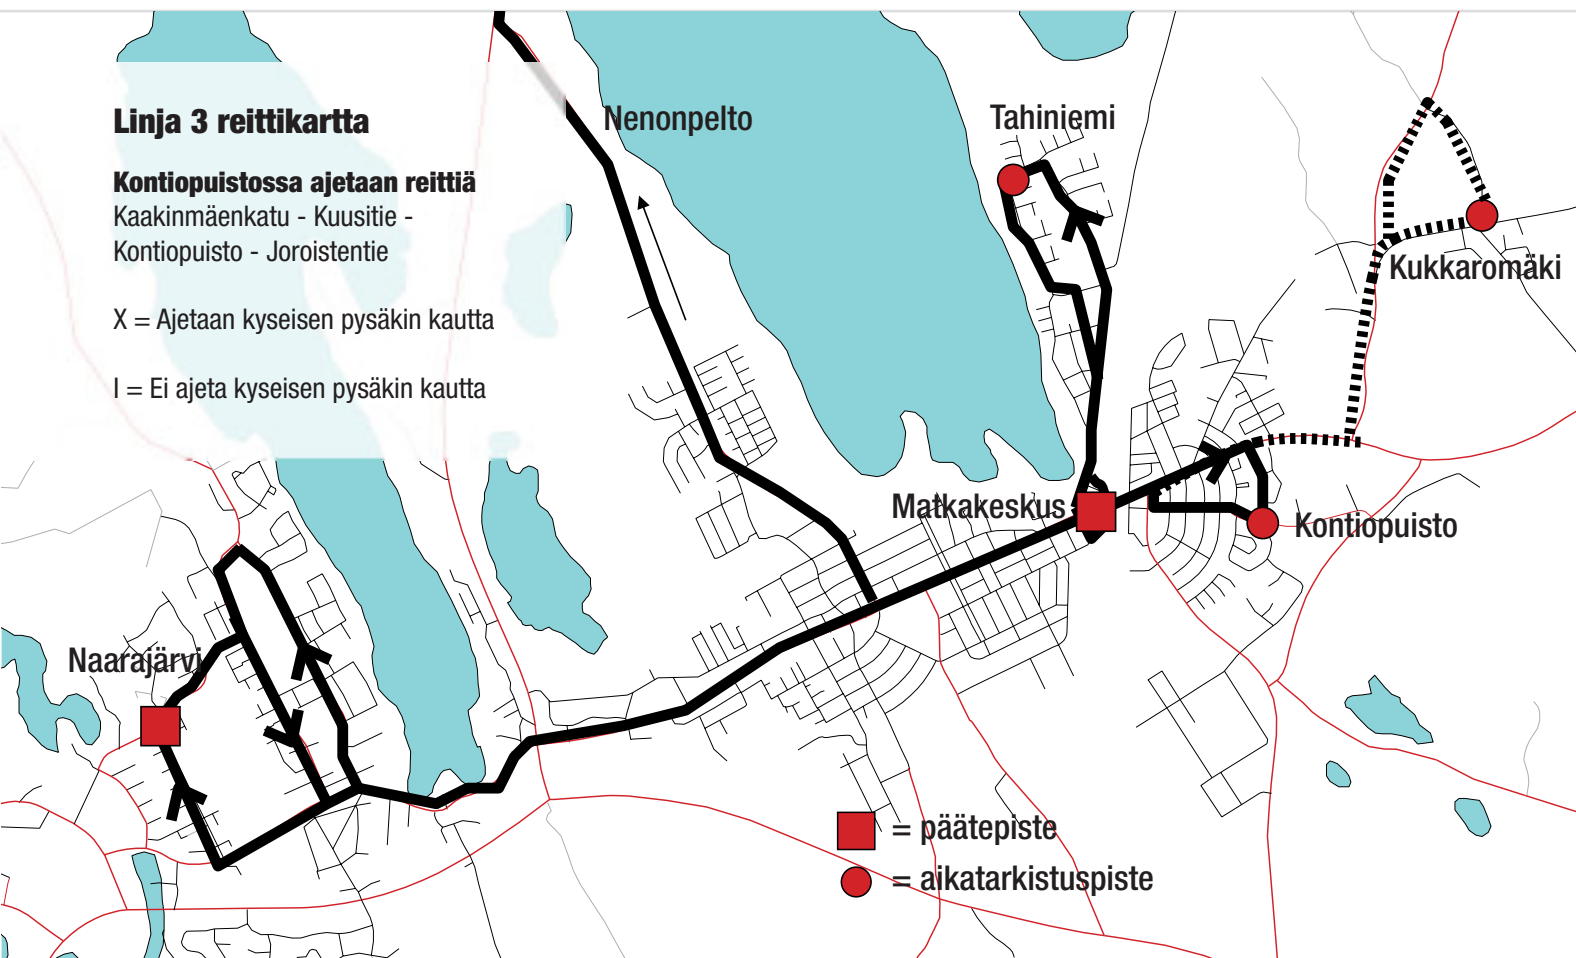 Linja 3 reittikartta
Kontiopuistossa ajetaan reittiä
Kaakinmäenkatu - Kuusitie -
Kontiopuisto - Joroistentie
X = Ajetaan kyseisen pysäkin kautta
I = Ei ajeta kyseisen pysäkin kautta
Nenonpelto
Tahiniemi
Kukkaromäki
Matkakeskus
Kontiopuisto
Naarajärvi
= päätepiste
= aikatarkistuspiste